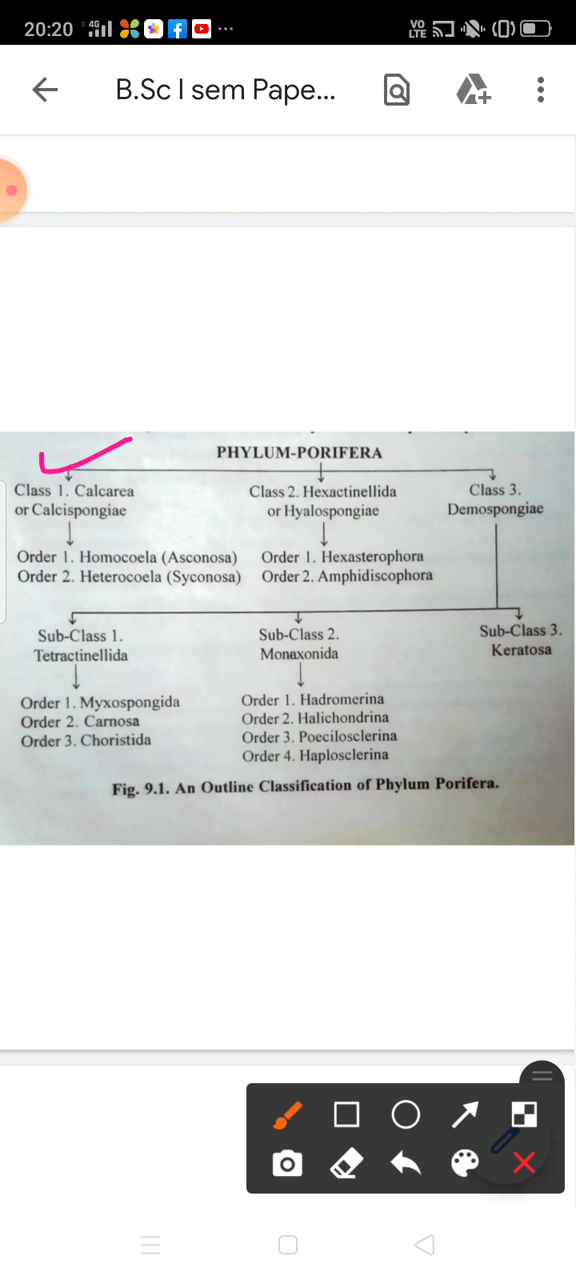 20:20
4G
VO
LTE
B.Sc I sem Pape...
PHYLUM-PORIFERA
Class 1. Calcarea
or Calcispongiae
Class 2. Hexactinellida
or Hyalospongiae
Class 3.
Demospongiae
Order 1. Homocoela (Asconosa)
Order 2. Heterocoela (Syconosa)
Order 1. Hexasterophora
Order 2. Amphidiscophora
Sub-Class 1.
Tetractinellida
Sub-Class 2.
Monaxonida
Sub-Class 3.
Keratosa
Order 1. Myxospongida
Order 2. Carnosa
Order 3. Choristida
Order 1. Hadromerina
Order 2. Halichondrina
Order 3. Poecilosclerina
Order 4. Haplosclerina
Fig. 9.1. An Outline Classification of Phylum Porifera.